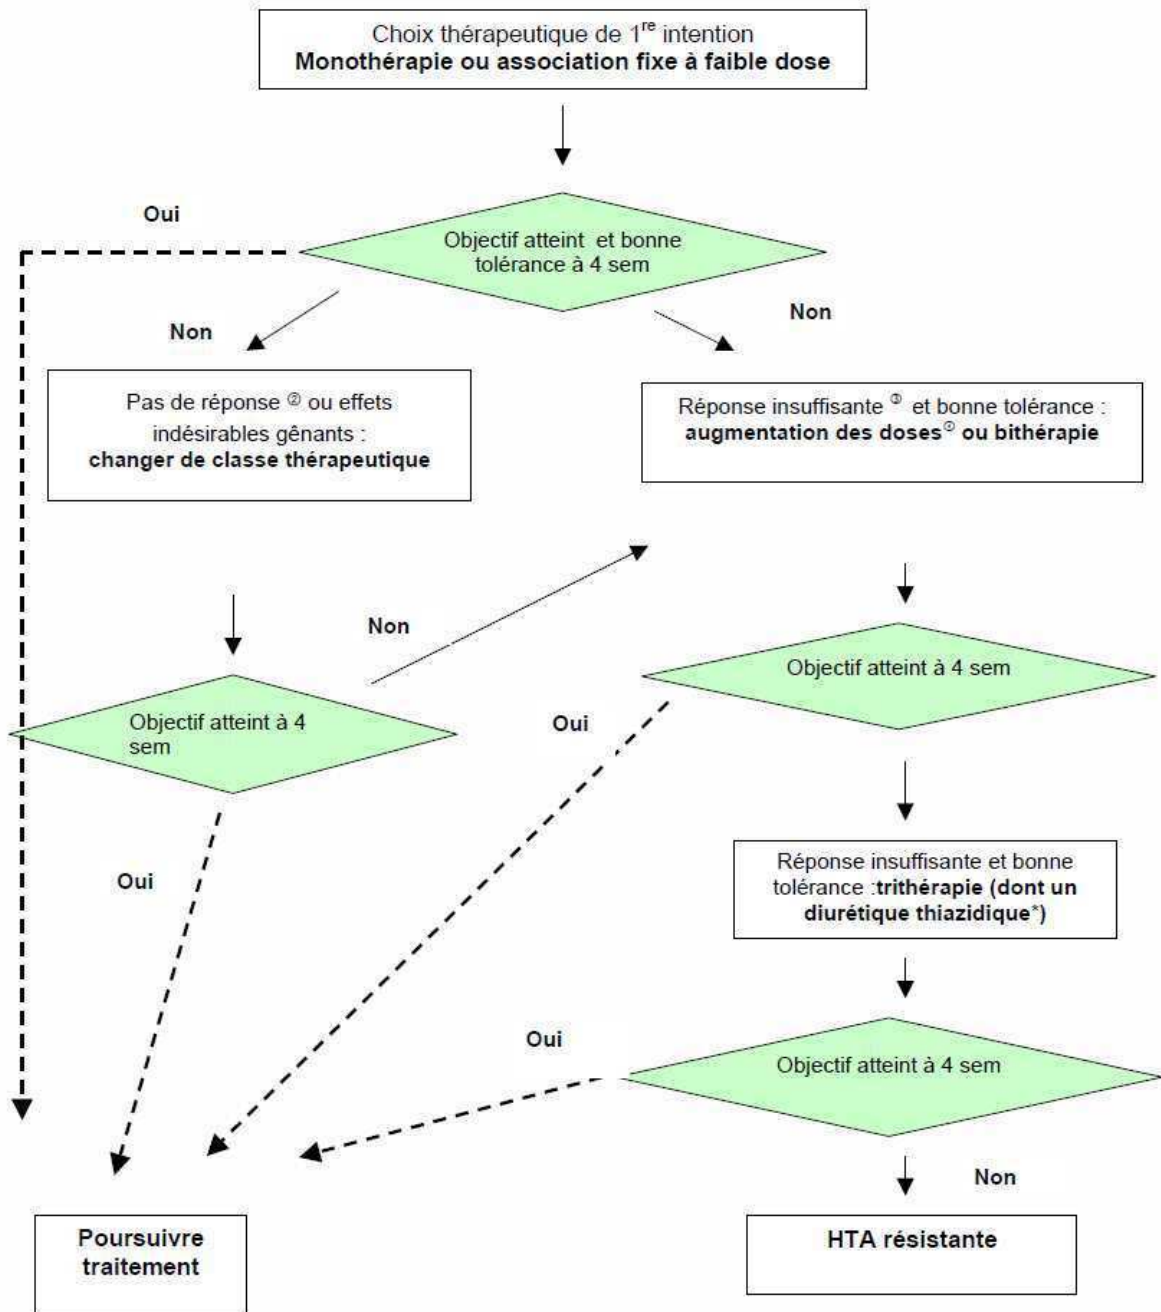 Choix thérapeutique de 1re intention
Monothérapie ou association fixe à faible dose
Oui
Objectif atteint et bonne
tolérance à 4 sem
Non
Non
Pas de réponse ② ou effets
indésirables gênants :
changer de classe thérapeutique
Réponse insuffisante et bonne tolérance :
augmentation des doses ou bithérapie
Non
Objectif atteint à 4 sem
Objectif atteint à 4
sem
Oui
Oui
Réponse insuffisante et bonne
tolérance :trithérapie (dont un
diurétique thiazidique*)
Oui
Objectif atteint à 4 sem
Non
Poursuivre
traitement
HTA résistante